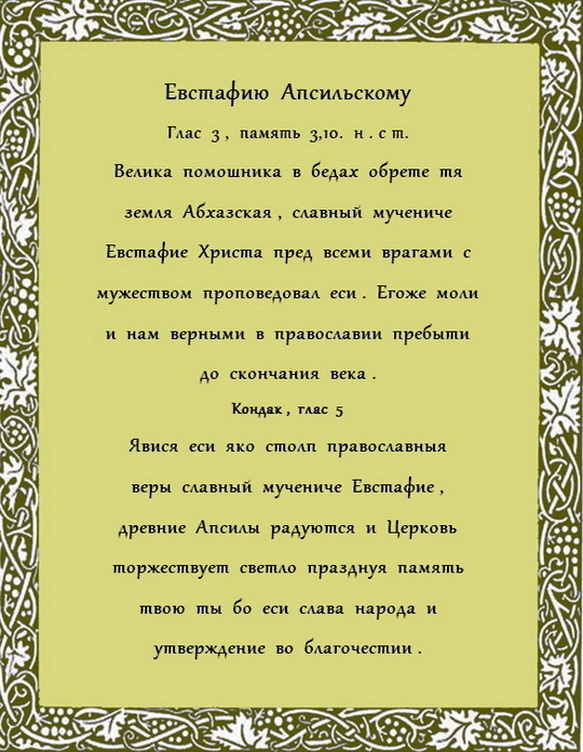 Евстафию Апсильскому
Глас 3 , память 3,10. н . с т.
Велика помошника в бедах обрете тя
земля Абхазская , славный мучениче
Евстафие Христа пред всеми врагами с
мужеством проповедовал еси . Егоже моли
и нам верными в православии пребыти
до скончания века .
Кондак , глас 5
Явися еси яко столп православныя
веры славный мучениче Евстафие ,
древние Апсилы радуются и Церковь
торжествует светло празднуя память
твою ты бо еси слава народа и
утверждение во благочестии .